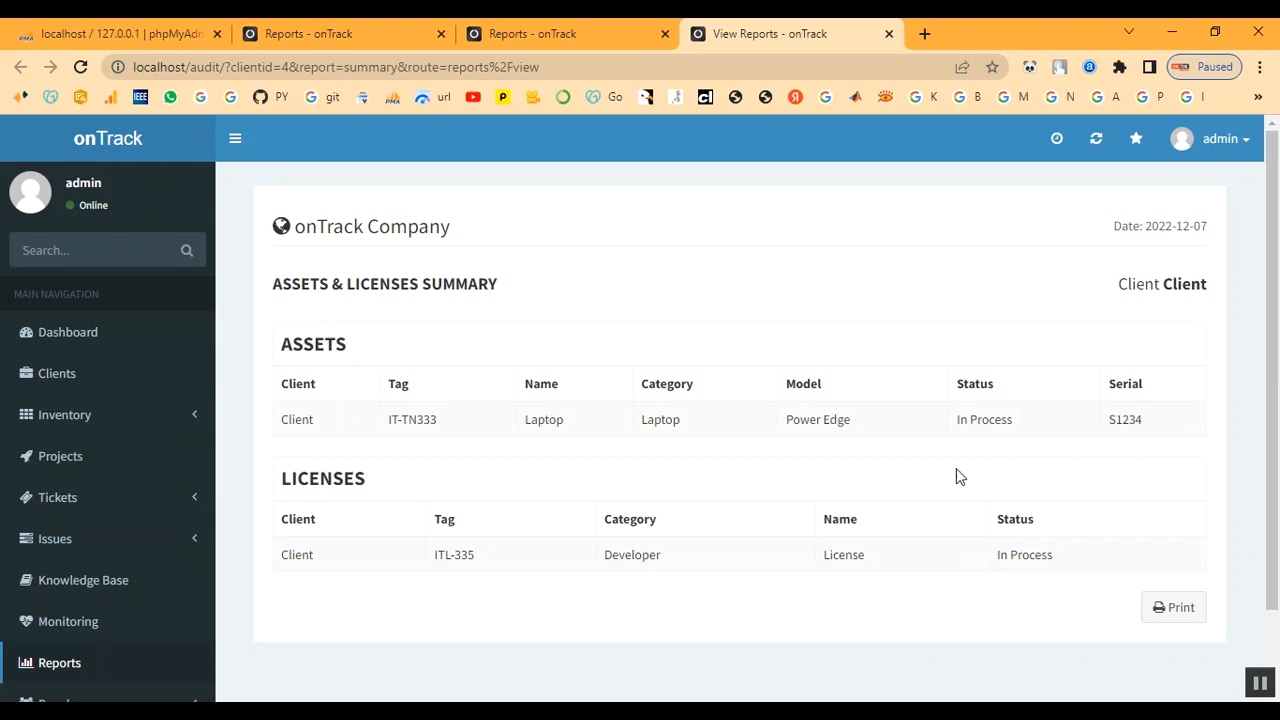 localhost / 127.0.0.1 | phpMyAdm
Reports - onTrack
Reports - onTrack
View Reports - onTrack
localhost/audit/?clientid=4&report=summary&route=reports%2Fview
Paused
IEEE PY git url Go K B M N A P I »
onTrack
admin
admin
Online
Search...
MAIN NAVIGATION
Dashboard
Clients
Inventory
Projects
Tickets
Issues
Knowledge Base
Monitoring
Reports
onTrack Company
Date: 2022-12-07
ASSETS & LICENSES SUMMARY
Client Client
ASSETS
Client Tag Name Category Model Status Serial
Client IT-TN333 Laptop Laptop Power Edge In Process S1234
LICENSES
Client Tag Category Name Status
Client ITL-335 Developer License In Process
Print